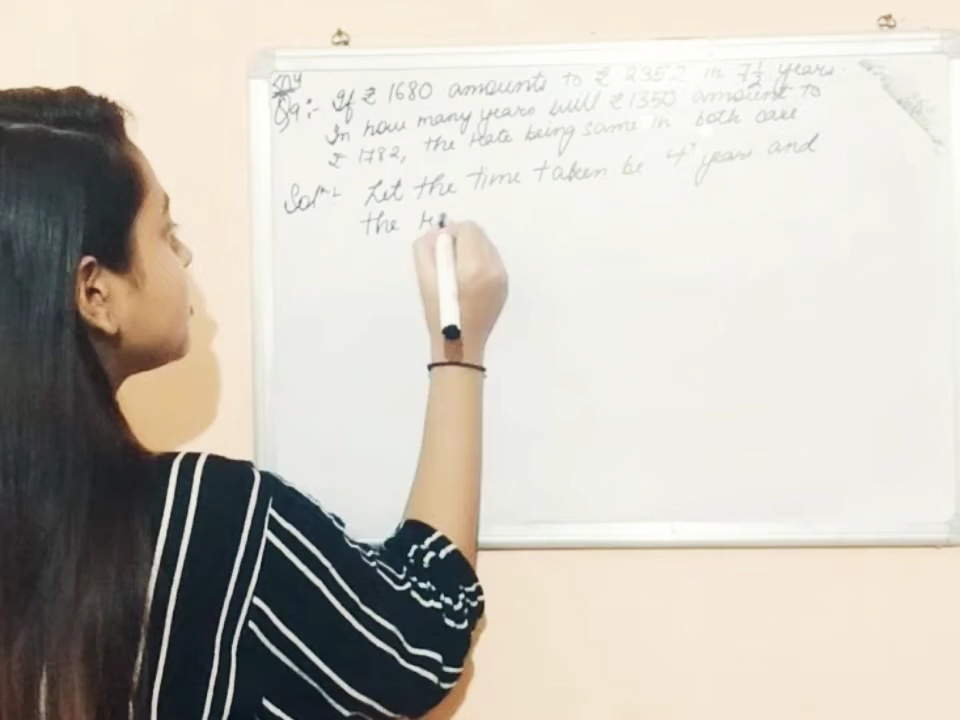 Q9:- If ₹ 1680 amounts to ₹ 2352 in 7½ years.
In how many years will ₹ 1350 amount to
₹ 1782, the rate being same in both case
Solⁿ:- Let the time taken be 'T' years and
the